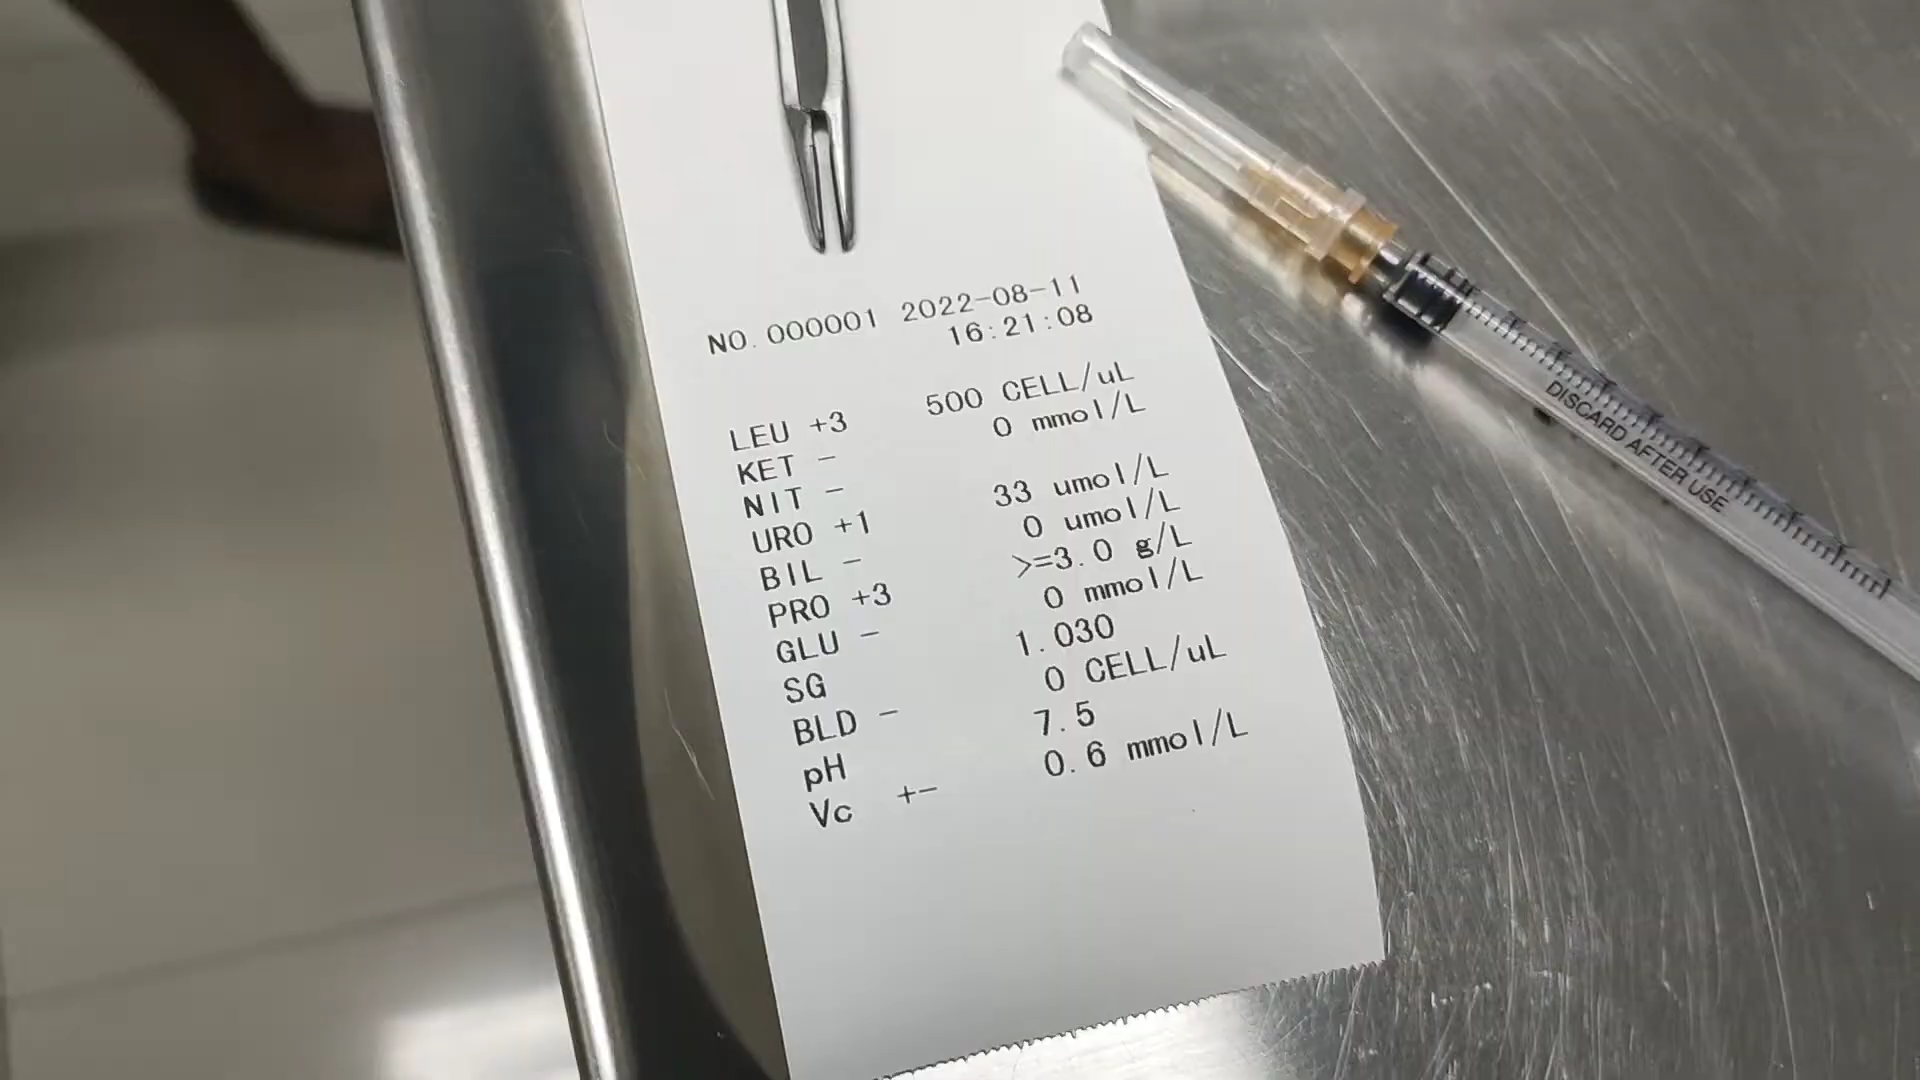 NO.000001 2022-08-11
16:21:08
LEU +3 500 CELL/uL
KET - 0 mmol/L
NIT -
URO +1 33 umol/L
BIL - 0 umol/L
PRO +3 >=3.0 g/L
GLU - 0 mmol/L
SG 1.030
BLD - 0 CELL/uL
pH 7.5
Vc +- 0.6 mmol/L
DISCARD AFTER USE